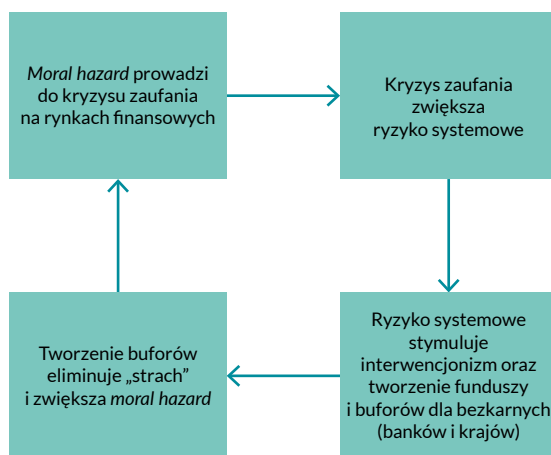 Moral hazard prowadzi
do kryzysu zaufania
na rynkach finansowych
Kryzys zaufania
zwiększa
ryzyko systemowe
Ryzyko systemowe
stymuluje
interwencjonizm oraz
tworzenie funduszy
i buforów dla bezkarnych
(banków i krajów)
Tworzenie buforów
eliminuje „strach”
i zwiększa moral hazard